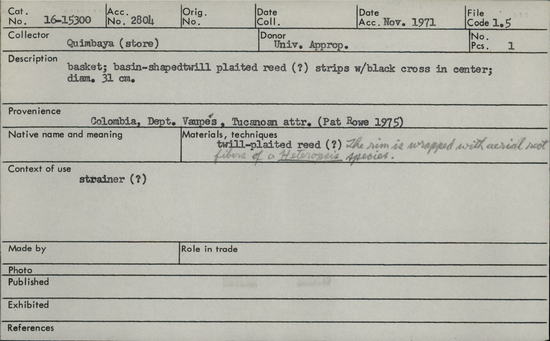 Cat. No. 16-15300 Acc. No. 2804 Orig. No. Date Coll. Date Acc. Nov. 1971 File Code 1.5
Collector Quimbaya (store) Donor Univ. Approp. No. Pcs. 1
Description basket; basin-shapedtwill plaited reed (?) strips w/black cross in center;
diam. 31 cm.
Provenience
Colombia, Dept. Vaupés, Tucanoan attr. (Pat Rowe 1975)
Native name and meaning Materials, techniques
twill-plaited reed (?) The rim is wrapped with aerial root
fibers of a Heteropsis species.
Context of use
strainer (?)
Made by Role in trade
Photo
Published
Exhibited
References